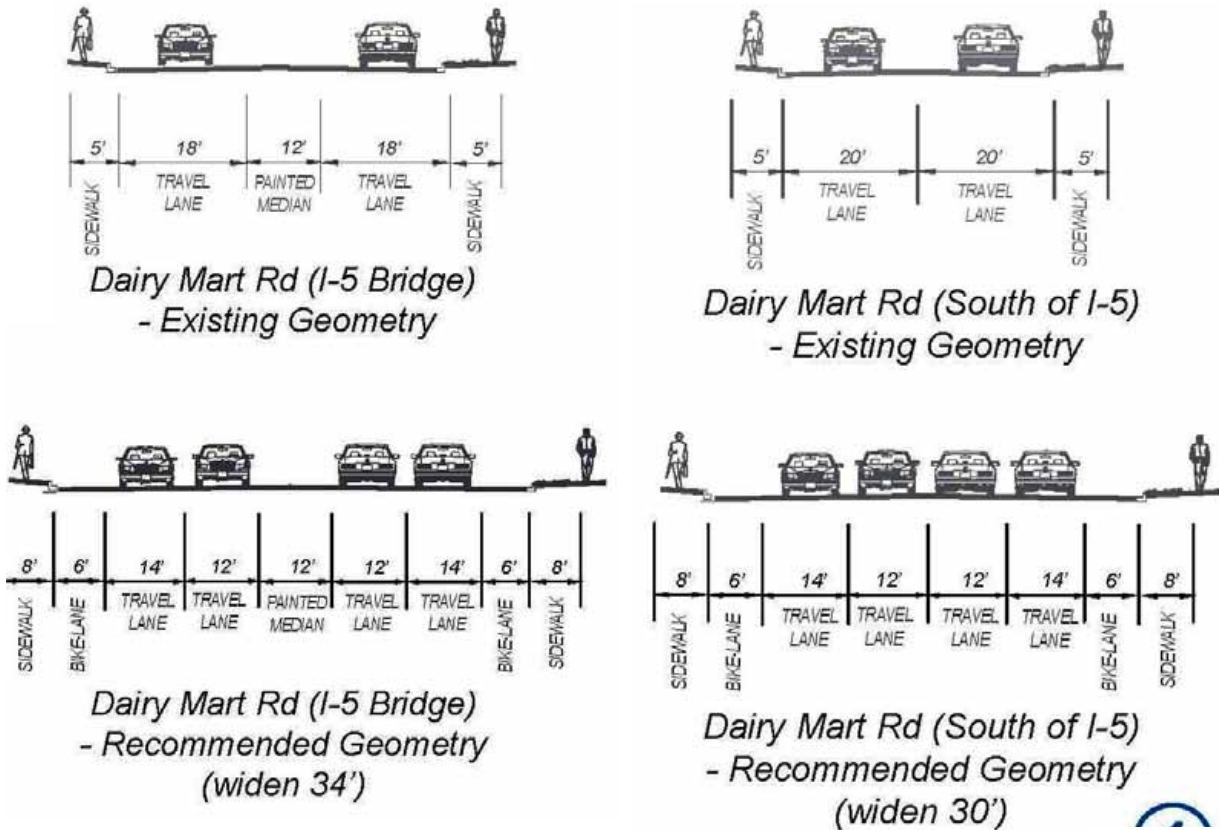 5' 18' 12' 18' 5'
SIDEWALK
TRAVEL
LANE
PAINTED
MEDIAN
TRAVEL
LANE
SIDEWALK
Dairy Mart Rd (I-5 Bridge)
- Existing Geometry
5' 20' 20' 5'
SIDEWALK
TRAVEL
LANE
TRAVEL
LANE
SIDEWALK
Dairy Mart Rd (South of I-5)
- Existing Geometry
8' 6' 14' 12' 12' 12' 14' 6' 8'
SIDEWALK
BIKE-LANE
TRAVEL
LANE
TRAVEL
LANE
PAINTED
MEDIAN
TRAVEL
LANE
TRAVEL
LANE
BIKE-LANE
SIDEWALK
Dairy Mart Rd (I-5 Bridge)
- Recommended Geometry
(widen 34')
8' 6' 14' 12' 12' 14' 6' 8'
SIDEWALK
BIKE-LANE
TRAVEL
LANE
TRAVEL
LANE
TRAVEL
LANE
TRAVEL
LANE
BIKE-LANE
SIDEWALK
Dairy Mart Rd (South of I-5)
- Recommended Geometry
(widen 30')